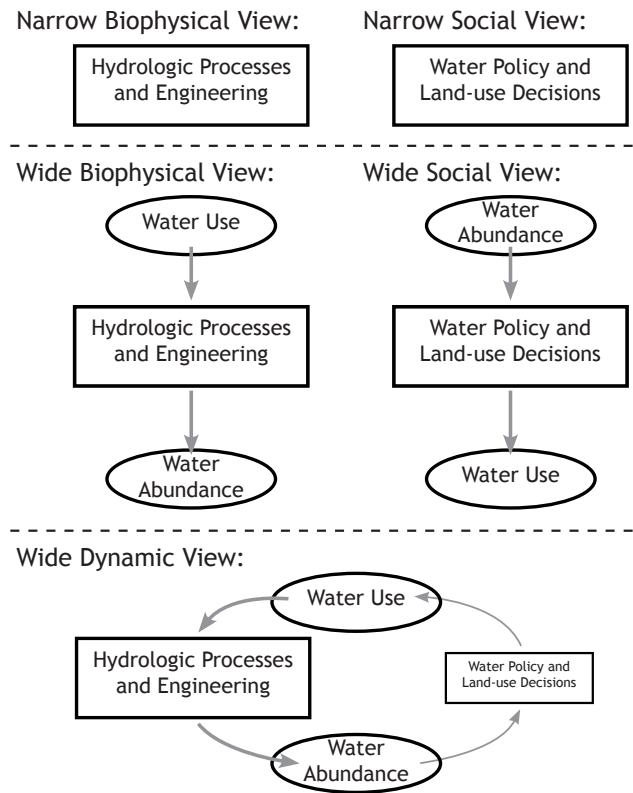 Narrow Biophysical View:
Narrow Social View:
Hydrologic Processes
and Engineering
Water Policy and
Land-use Decisions
Wide Biophysical View:
Wide Social View:
Water Use
Water
Abundance
Hydrologic Processes
and Engineering
Water Policy and
Land-use Decisions
Water
Abundance
Water Use
Wide Dynamic View:
Water Use
Hydrologic Processes
and Engineering
Water Policy and
Land-use Decisions
Water
Abundance